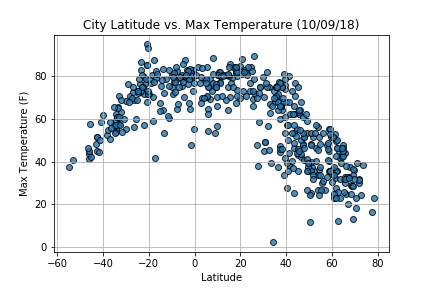 City Latitude vs. Max Temperature (10/09/18)
Max Temperature (F)
80
60
40
20
0
−60 −40 −20 0 20 40 60 80
Latitude